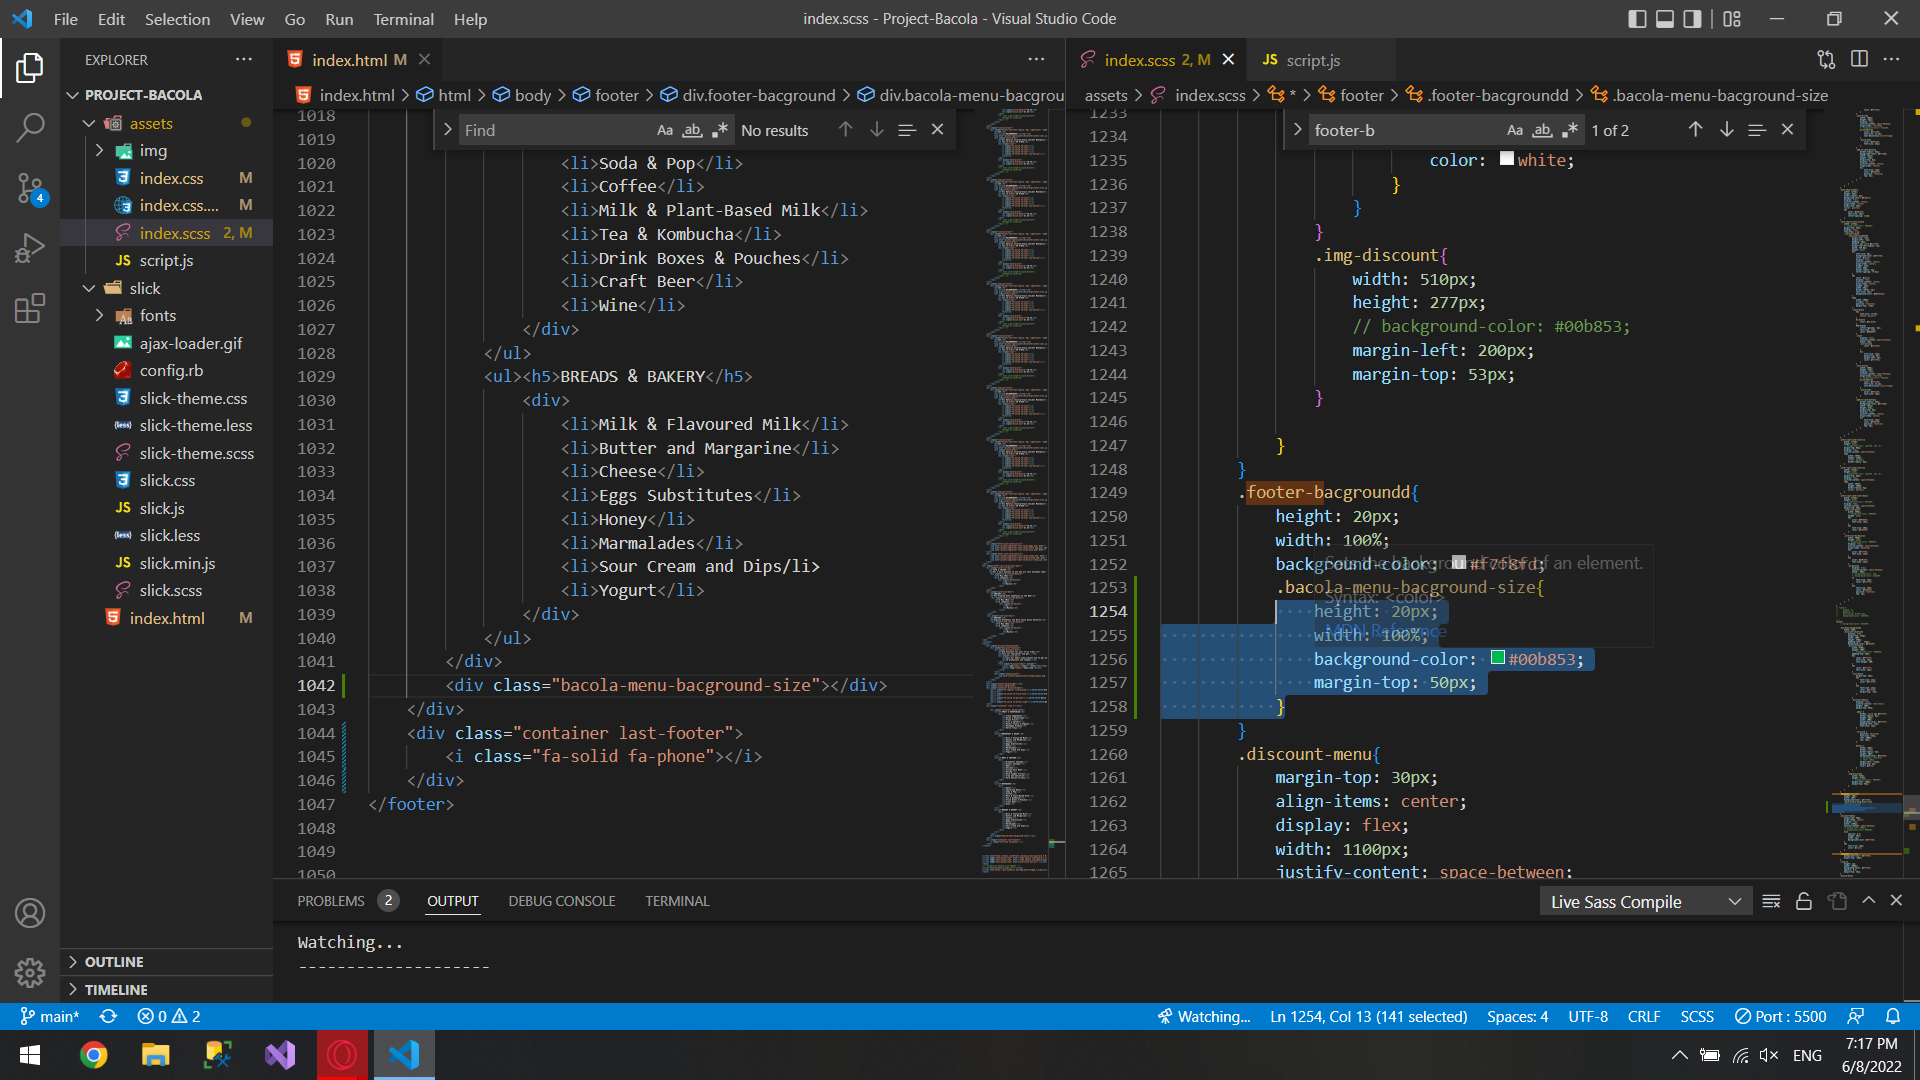 File Edit Selection View Go Run Terminal Help
index.scss - Project-Bacola - Visual Studio Code
EXPLORER
PROJECT-BACOLA
assets
img
index.css M
index.css.... M
index.scss 2, M
script.js
slick
fonts
ajax-loader.gif
config.rb
slick-theme.css
slick-theme.less
slick-theme.scss
slick.css
slick.js
slick.less
slick.min.js
slick.scss
index.html M
OUTLINE
TIMELINE
index.html M
index.html > html > body > footer > div.footer-bacground > div.bacola-menu-bacgrou
Find
No results
1018
1019
1020 <li>Soda & Pop</li>
1021 <li>Coffee</li>
1022 <li>Milk & Plant-Based Milk</li>
1023 <li>Tea & Kombucha</li>
1024 <li>Drink Boxes & Pouches</li>
1025 <li>Craft Beer</li>
1026 <li>Wine</li>
1027 </div>
1028 </ul>
1029 <ul><h5>BREADS & BAKERY</h5>
1030 <div>
1031 <li>Milk & Flavoured Milk</li>
1032 <li>Butter and Margarine</li>
1033 <li>Cheese</li>
1034 <li>Eggs Substitutes</li>
1035 <li>Honey</li>
1036 <li>Marmalades</li>
1037 <li>Sour Cream and Dips/li>
1038 <li>Yogurt</li>
1039 </div>
1040 </ul>
1041 </div>
1042 <div class="bacola-menu-bacground-size"></div>
1043 </div>
1044 <div class="container last-footer">
1045 <i class="fa-solid fa-phone"></i>
1046 </div>
1047 </footer>
1048
1049
1050
index.scss 2, M
script.js
assets > index.scss > * > footer > .footer-bacgroundd > .bacola-menu-bacground-size
footer-b
1 of 2
1233
1234
1235 color: white;
1236 }
1237 }
1238 }
1239 .img-discount{
1240 width: 510px;
1241 height: 277px;
1242 // background-color: #00b853;
1243 margin-left: 200px;
1244 margin-top: 53px;
1245 }
1246
1247 }
1248 }
1249 .footer-bacgroundd{
1250 height: 20px;
1251 width: 100%;
1252 background-color: #f7f8fd;
1253 .bacola-menu-bacground-size{
1254 height: 20px;
1255 width: 100%;
1256 background-color: #00b853;
1257 margin-top: 50px;
1258 }
1259 }
1260 .discount-menu{
1261 margin-top: 30px;
1262 align-items: center;
1263 display: flex;
1264 width: 1100px;
1265 justify-content: space-between;
Sets the background color of an element.
Syntax: <color>
MDN Reference
PROBLEMS 2 OUTPUT DEBUG CONSOLE TERMINAL
Live Sass Compile
Watching...
--------------------
main* 0 2
Watching... Ln 1254, Col 13 (141 selected) Spaces: 4 UTF-8 CRLF SCSS Port : 5500
ENG
7:17 PM
6/8/2022